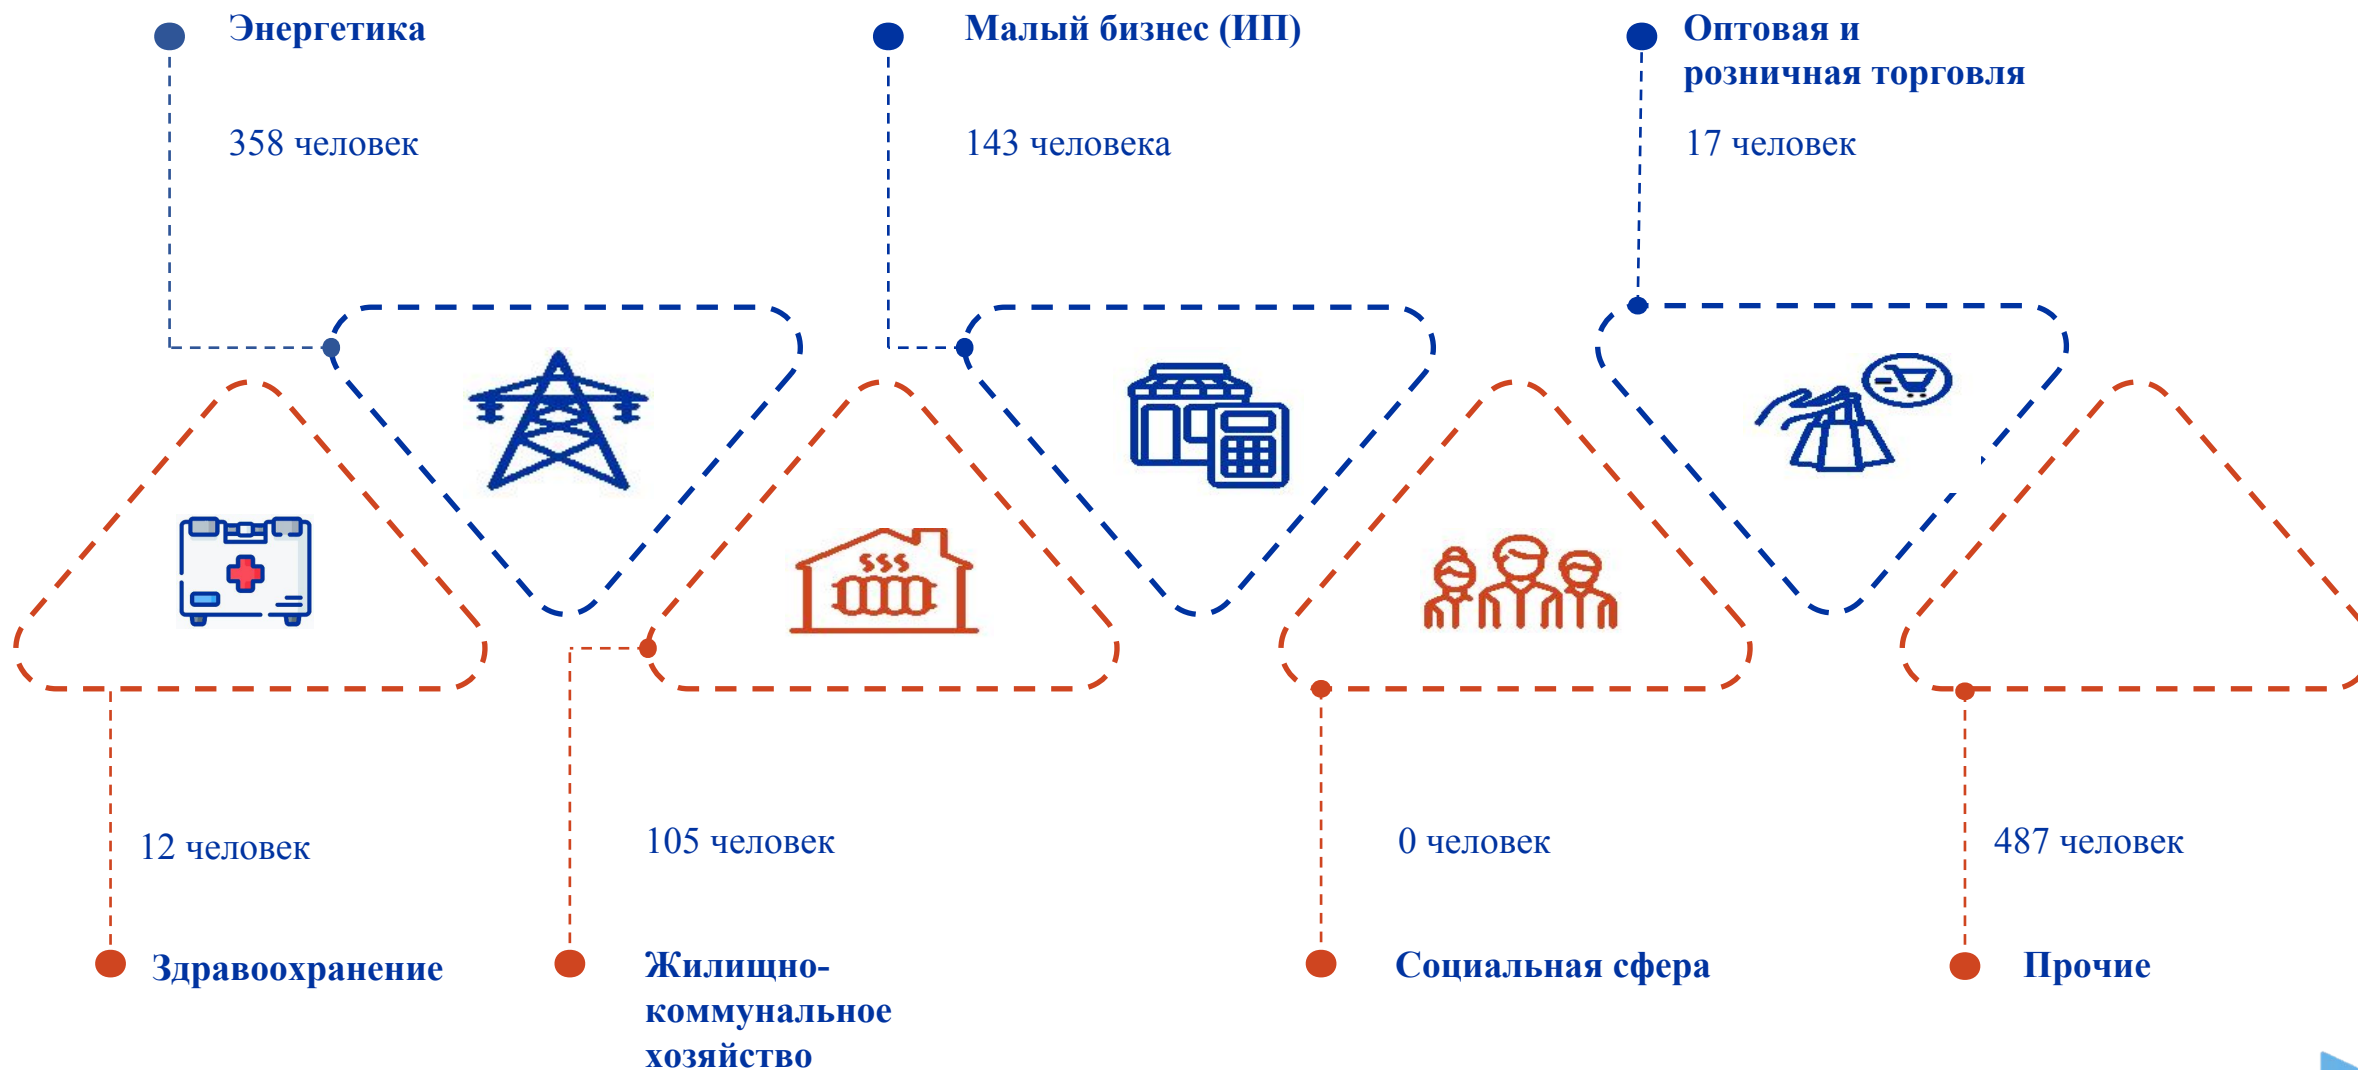 Энергетика
358 человек
Малый бизнес (ИП)
143 человека
Оптовая и
розничная торговля
17 человек
12 человек
Здравоохранение
105 человек
Жилищно-
коммунальное
хозяйство
0 человек
Социальная сфера
487 человек
Прочие